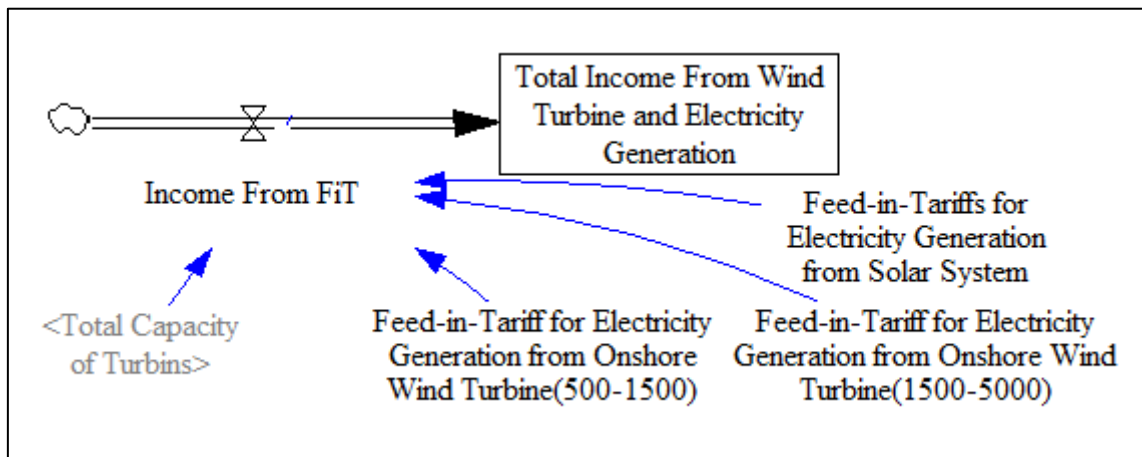 Total Income From Wind
Turbine and Electricity
Generation
Income From FiT
Feed-in-Tariffs for
Electricity Generation
from Solar System
<Total Capacity
of Turbins>
Feed-in-Tariff for Electricity
Generation from Onshore
Wind Turbine(500-1500)
Feed-in-Tariff for Electricity
Generation from Onshore Wind
Turbine(1500-5000)